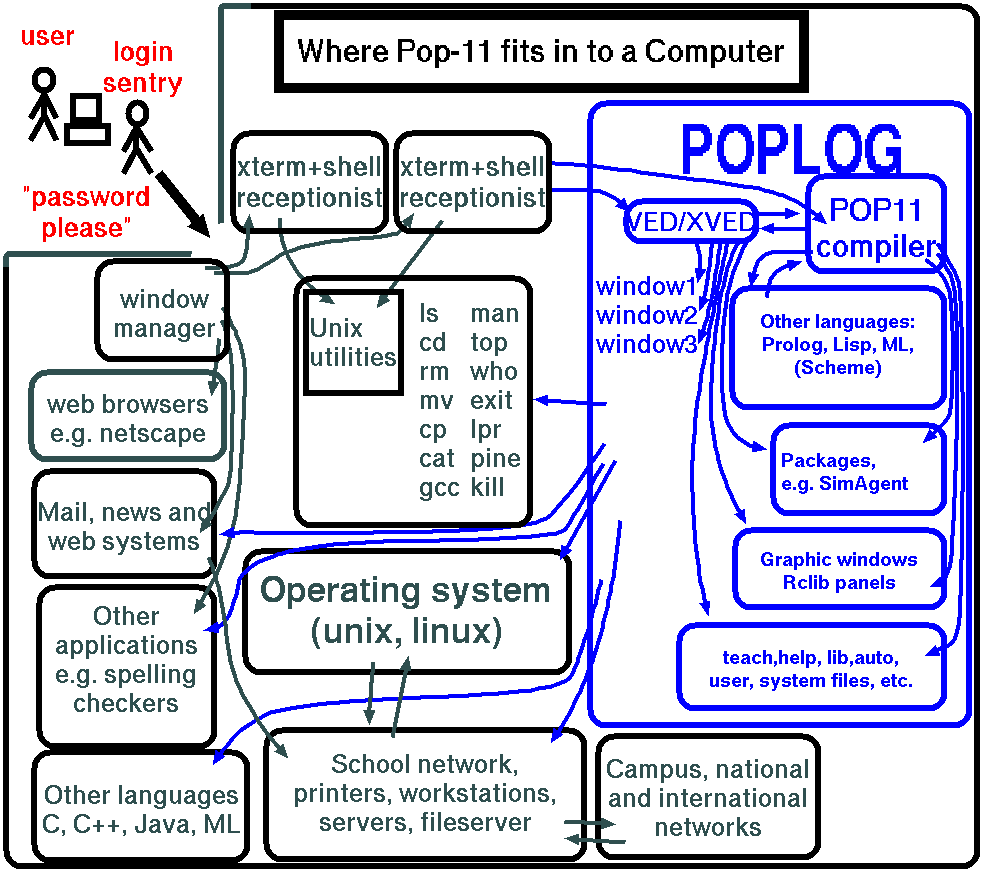 Where Pop-11 fits in to a Computer
user
login
sentry
"password
please"
xterm+shell
receptionist
xterm+shell
receptionist
POPLOG
VED/XVED
POP11
compiler
window
manager
window1
window2
window3
Unix
utilities
ls man
cd top
rm who
mv exit
cp lpr
cat pine
gcc kill
Other languages:
Prolog, Lisp, ML,
(Scheme)
web browsers
e.g. netscape
Packages,
e.g. SimAgent
Mail, news and
web systems
Graphic windows
Rclib panels
Operating system
(unix, linux)
Other
applications
e.g. spelling
checkers
teach,help, lib,auto,
user, system files, etc.
Other languages
C, C++, Java, ML
School network,
printers, workstations,
servers, fileserver
Campus, national
and international
networks